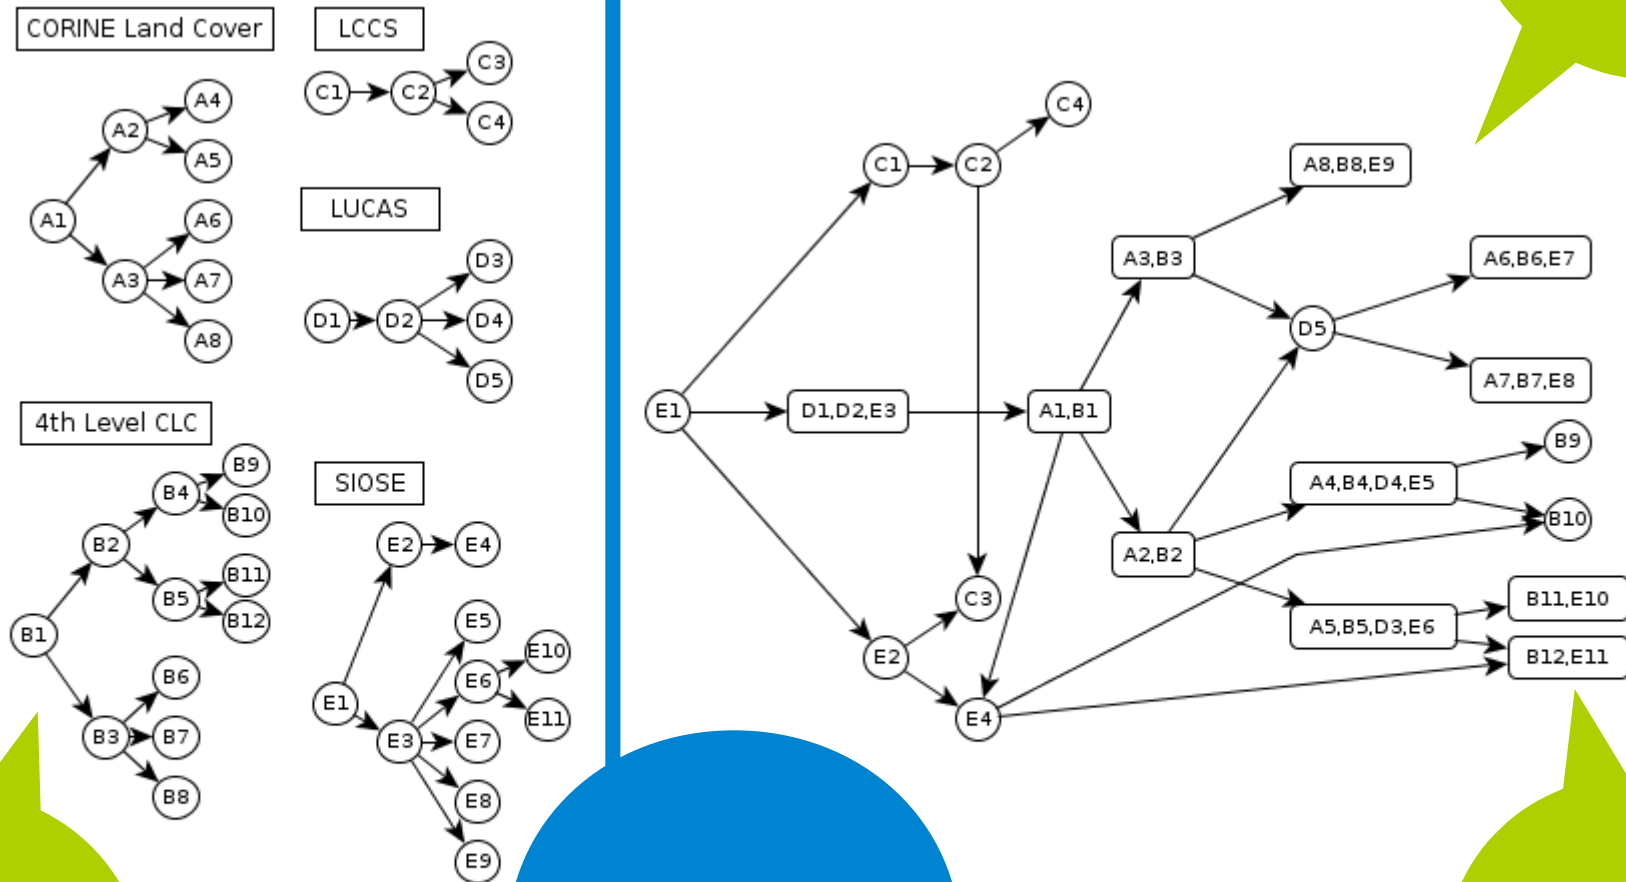 CORINE Land Cover
A1
A2
A3
A4
A5
A6
A7
A8
LCCS
C1
C2
C3
C4
LUCAS
D1
D2
D3
D4
D5
4th Level CLC
B1
B2
B3
B4
B5
B9
B10
B11
B12
B6
B7
B8
SIOSE
E1
E2
E4
E3
E5
E6
E10
E11
E7
E8
E9
E1
C1
C2
C4
D1,D2,E3
A1,B1
A3,B3
A8,B8,E9
D5
A6,B6,E7
A7,B7,E8
A2,B2
A4,B4,D4,E5
B9
B10
A5,B5,D3,E6
B11,E10
B12,E11
C3
E2
E4